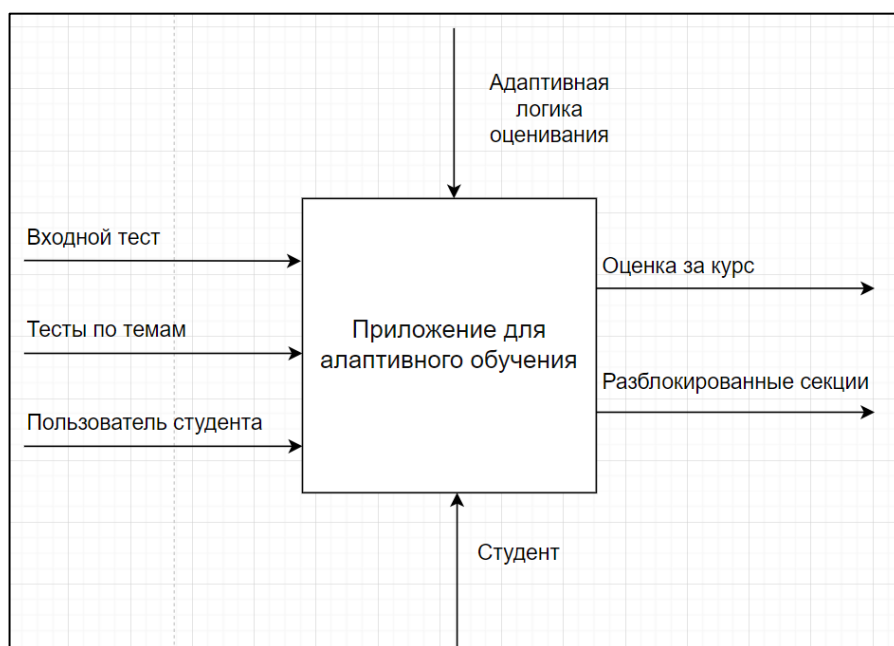 Адаптивная
логика
оценивания
Входной тест
Оценка за курс
Тесты по темам
Приложение для
алаптивного обучения
Разблокированные секции
Пользователь студента
Студент